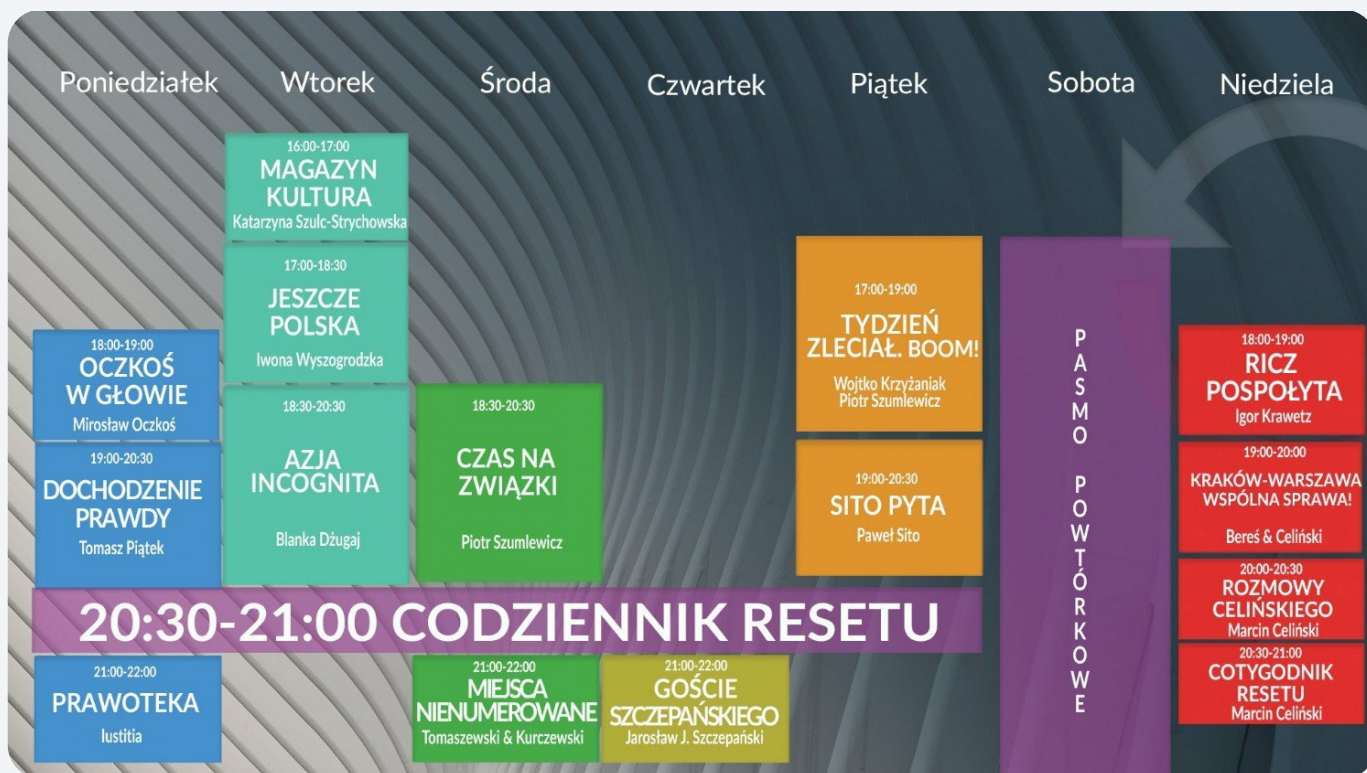 Poniedziałek
Wtorek
Środa
Czwartek
Piątek
Sobota
Niedziela
18:00-19:00
OCZKOŚ
W GŁOWIE
Mirosław Oczkoś
19:00-20:30
DOCHODZENIE
PRAWDY
Tomasz Piątek
16:00-17:00
MAGAZYN
KULTURA
Katarzyna Szulc-Strychowska
17:00-18:30
JESZCZE
POLSKA
Iwona Wyszogrodzka
18:30-20:30
AZJA
INCOGNITA
Blanka Dżugaj
18:30-20:30
CZAS NA
ZWIĄZKI
Piotr Szumlewicz
17:00-19:00
TYDZIEŃ
ZLECIAŁ. BOOM!
Wojtko Krzyżaniak
Piotr Szumlewicz
19:00-20:30
SITO PYTA
Paweł Sito
20:30-21:00 CODZIENNIK RESETU
21:00-22:00
PRAWOTEKA
Iustitia
21:00-22:00
MIEJSCA
NIENUMEROWANE
Tomaszewski & Kurczewski
21:00-22:00
GOŚCIE
SZCZEPAŃSKIEGO
Jarosław J. Szczepański
PASMO POWTÓRKOWE
18:00-19:00
RICZ
POSPOŁYTA
Igor Krawetz
19:00-20:00
KRAKÓW-WARSZAWA
WSPÓLNA SPRAWA!
Bereś & Celiński
20:00-20:30
ROZMOWY
CELIŃSKIEGO
Marcin Celiński
20:30-21:00
COTYGODNIK
RESETU
Marcin Celiński